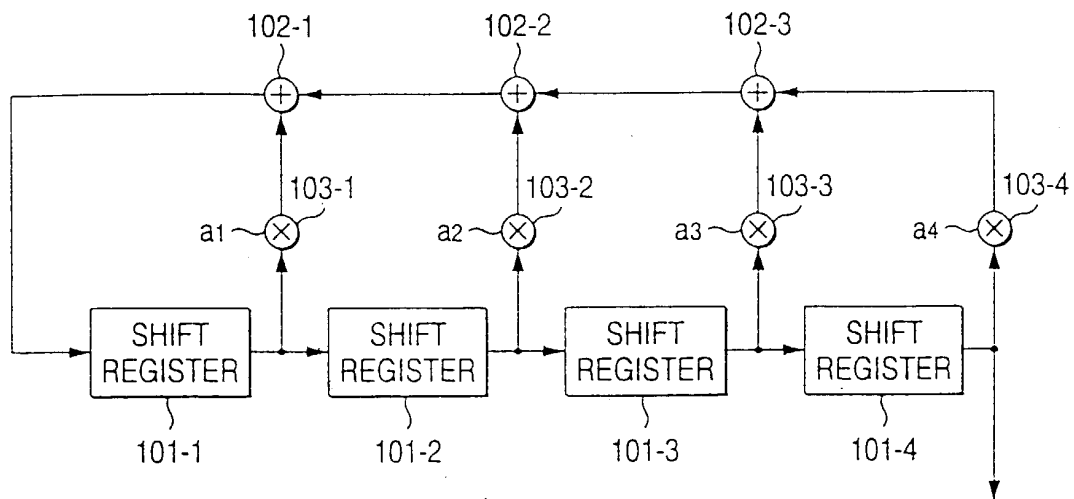 102-1 102-2 102-3
+ + +
103-1 103-2 103-3 103-4
a1 × a2 × a3 × a4 ×
SHIFT REGISTER
SHIFT REGISTER
SHIFT REGISTER
SHIFT REGISTER
101-1 101-2 101-3 101-4